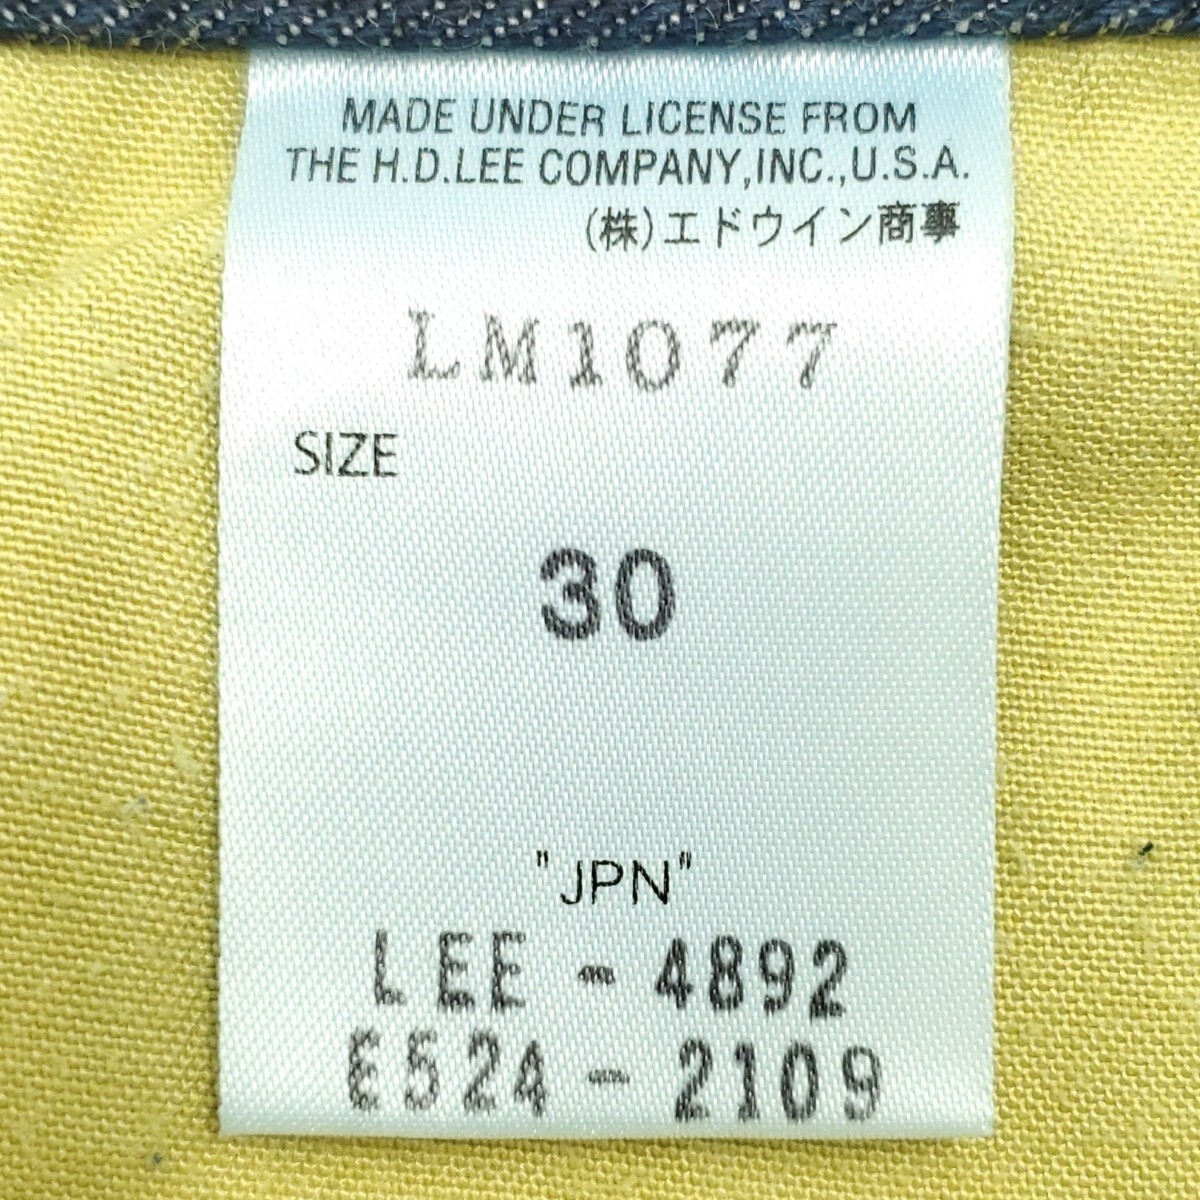 MADE UNDER LICENSE FROM
THE H.D.LEE COMPANY,INC.,U.S.A.
(株)エドウイン商事
LM1077
SIZE
30
"JPN"
LEE - 4892
E524 - 2109